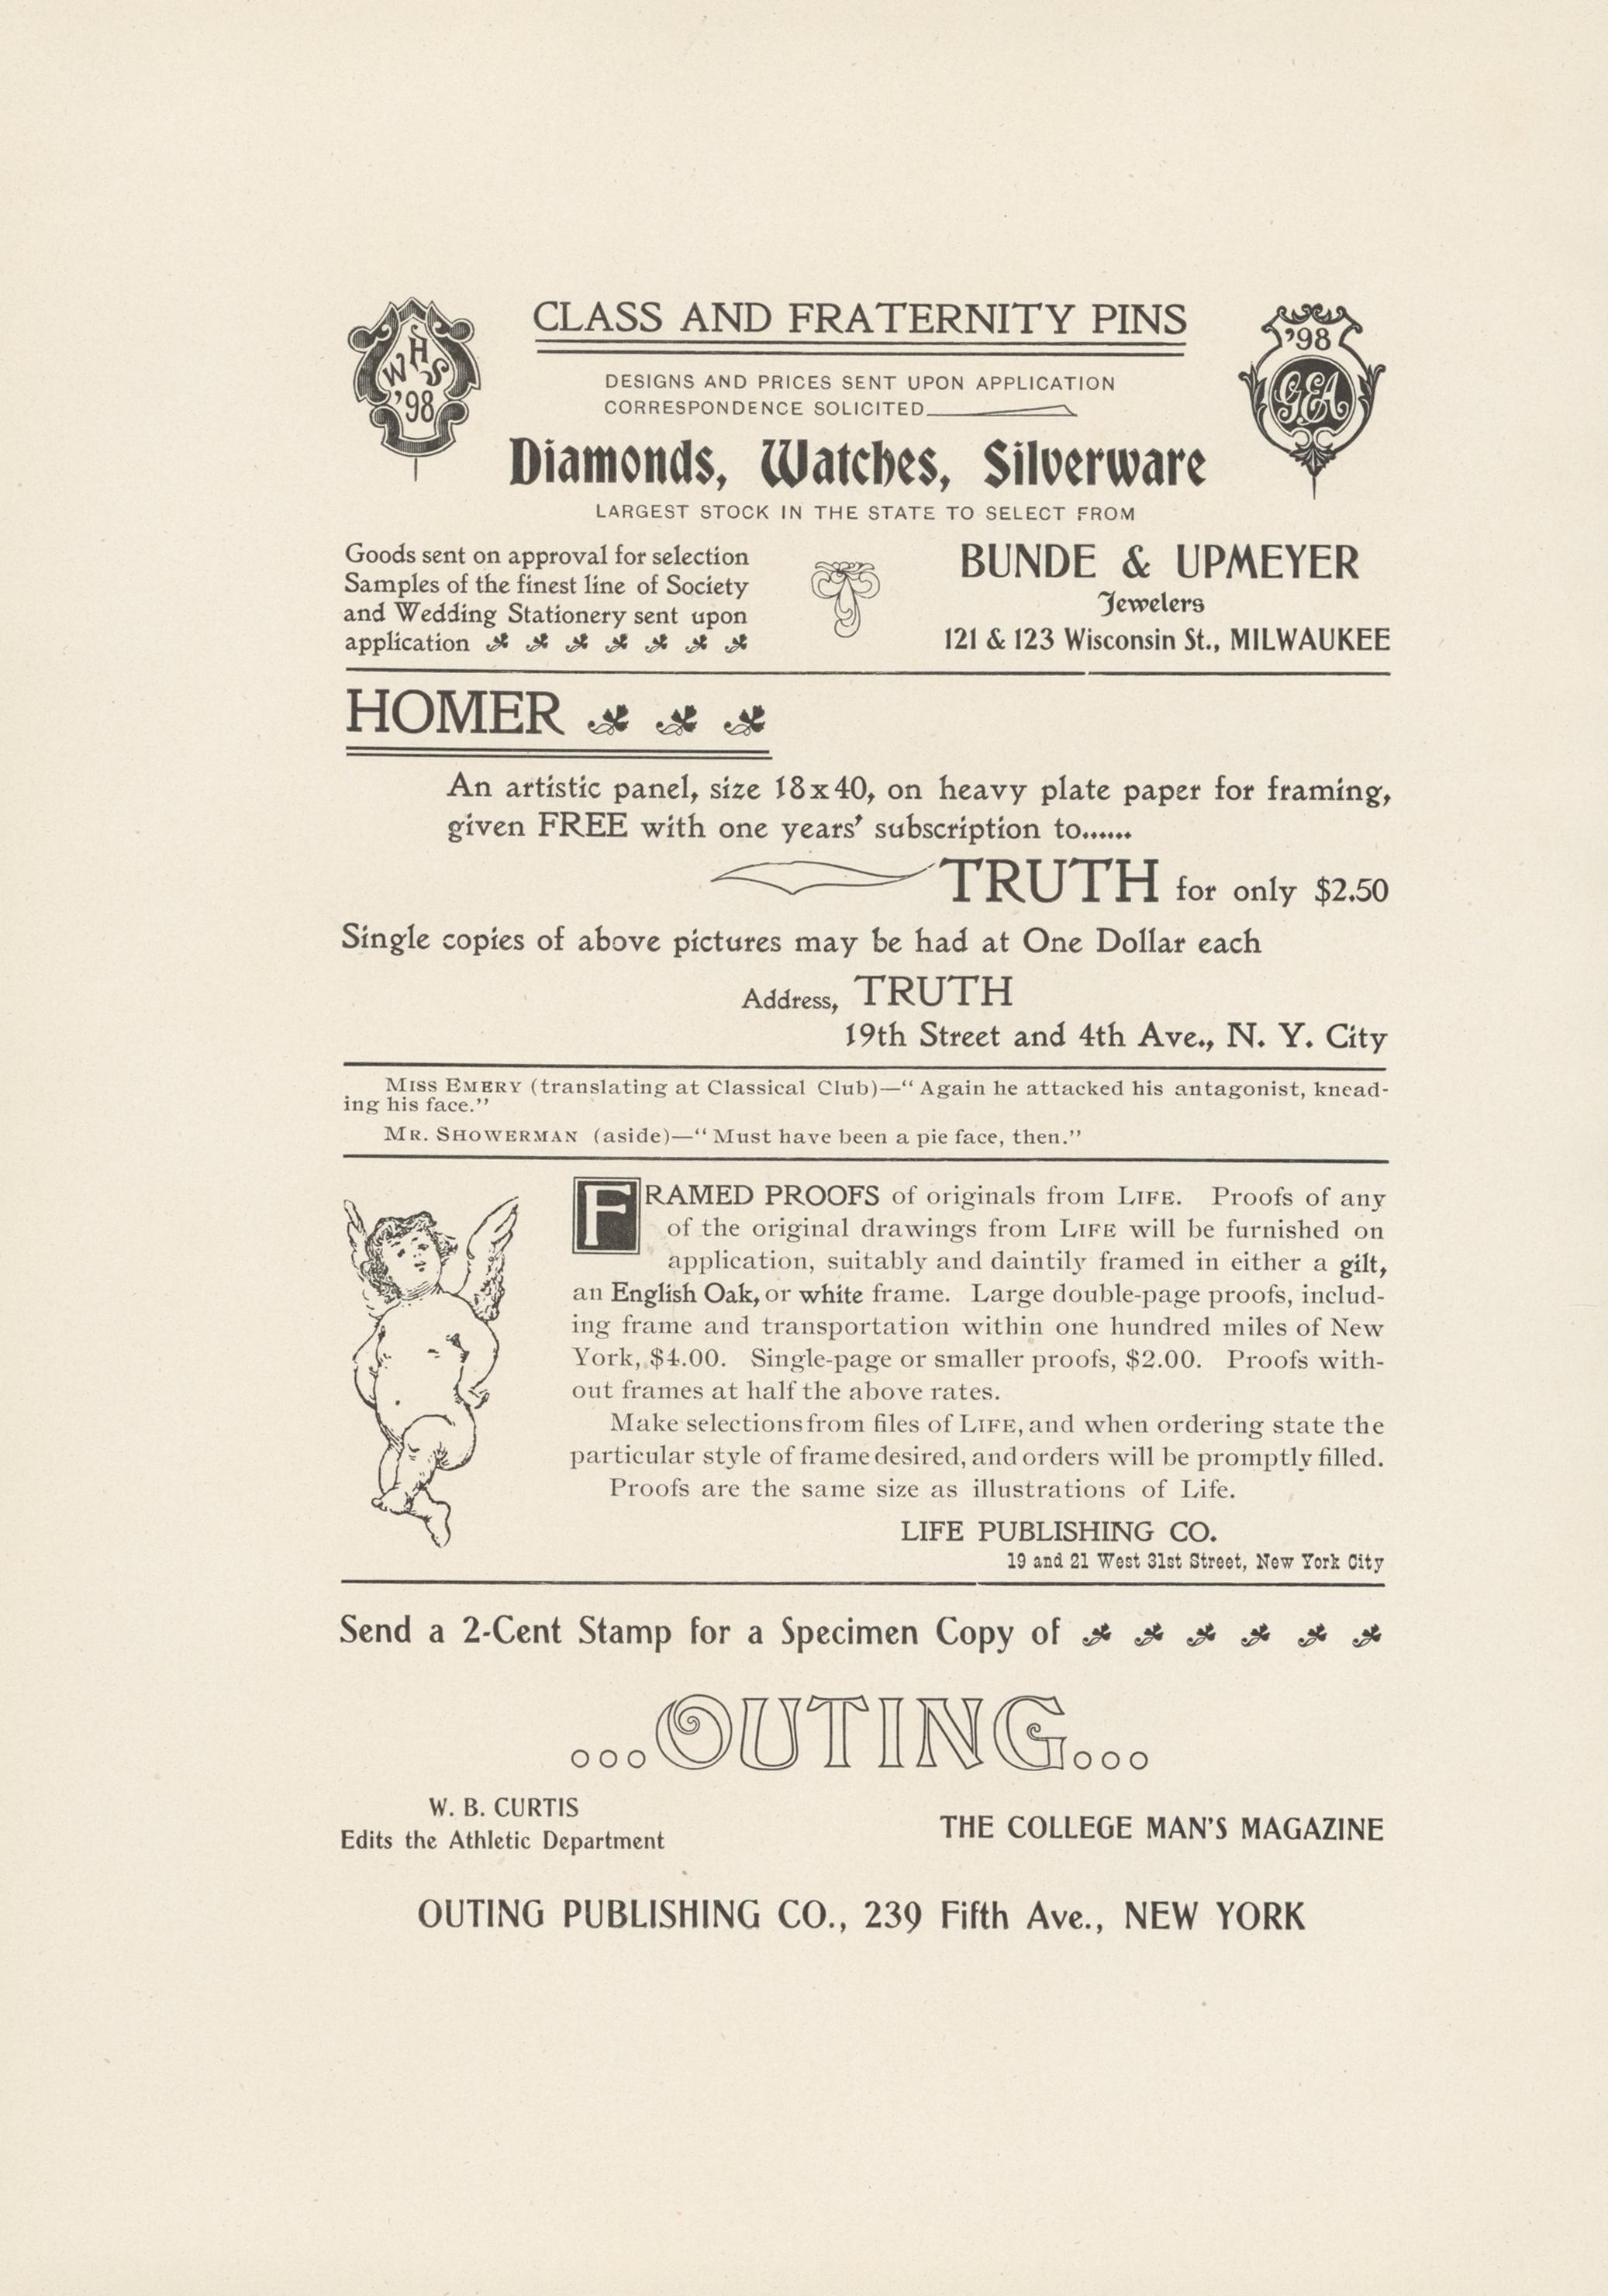 CLASS AND FRATERNITY PINS
W H S
'98
'98
GEA
DESIGNS AND PRICES SENT UPON APPLICATION
CORRESPONDENCE SOLICITED
Diamonds, Watches, Silverware
LARGEST STOCK IN THE STATE TO SELECT FROM
Goods sent on approval for selection
Samples of the finest line of Society
and Wedding Stationery sent upon
application
BUNDE & UPMEYER
Jewelers
121 & 123 Wisconsin St., MILWAUKEE
HOMER
An artistic panel, size 18x40, on heavy plate paper for framing,
given FREE with one years' subscription to......
TRUTH for only $2.50
Single copies of above pictures may be had at One Dollar each
Address, TRUTH
19th Street and 4th Ave., N. Y. City
MISS EMERY (translating at Classical Club)—"Again he attacked his antagonist, knead-
ing his face."
MR. SHOWERMAN (aside)—"Must have been a pie face, then."
FRAMED PROOFS of originals from LIFE. Proofs of any
of the original drawings from LIFE will be furnished on
application, suitably and daintily framed in either a gilt,
an English Oak, or white frame. Large double-page proofs, includ-
ing frame and transportation within one hundred miles of New
York, $4.00. Single-page or smaller proofs, $2.00. Proofs with-
out frames at half the above rates.
Make selections from files of LIFE, and when ordering state the
particular style of frame desired, and orders will be promptly filled.
Proofs are the same size as illustrations of Life.
LIFE PUBLISHING CO.
19 and 21 West 31st Street, New York City
Send a 2-Cent Stamp for a Specimen Copy of
...OUTING...
W. B. CURTIS
Edits the Athletic Department
THE COLLEGE MAN'S MAGAZINE
OUTING PUBLISHING CO., 239 Fifth Ave., NEW YORK